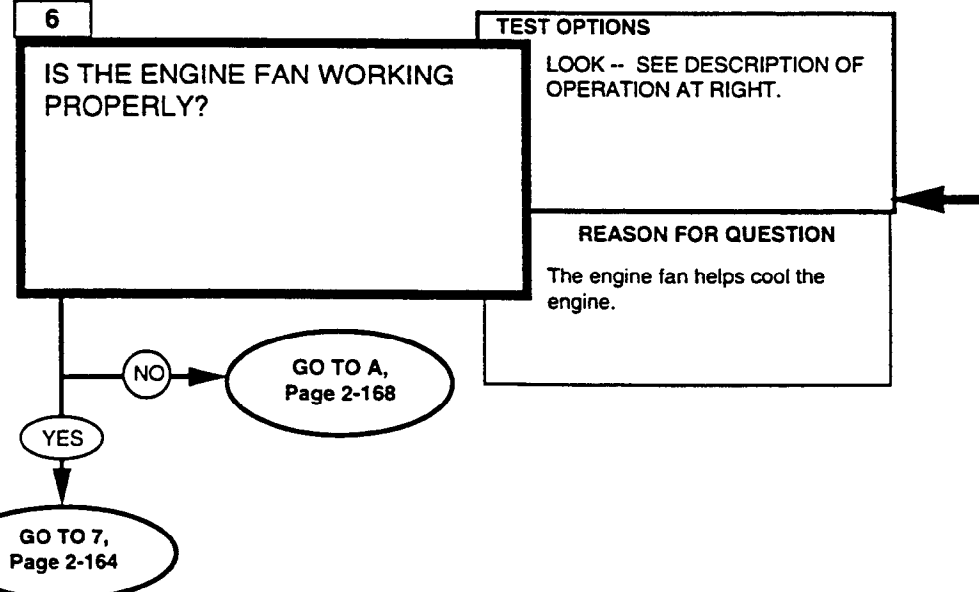 6
IS THE ENGINE FAN WORKING
PROPERLY?
TEST OPTIONS
LOOK -- SEE DESCRIPTION OF
OPERATION AT RIGHT.
REASON FOR QUESTION
The engine fan helps cool the
engine.
NO
GO TO A,
Page 2-168
YES
GO TO 7,
Page 2-164